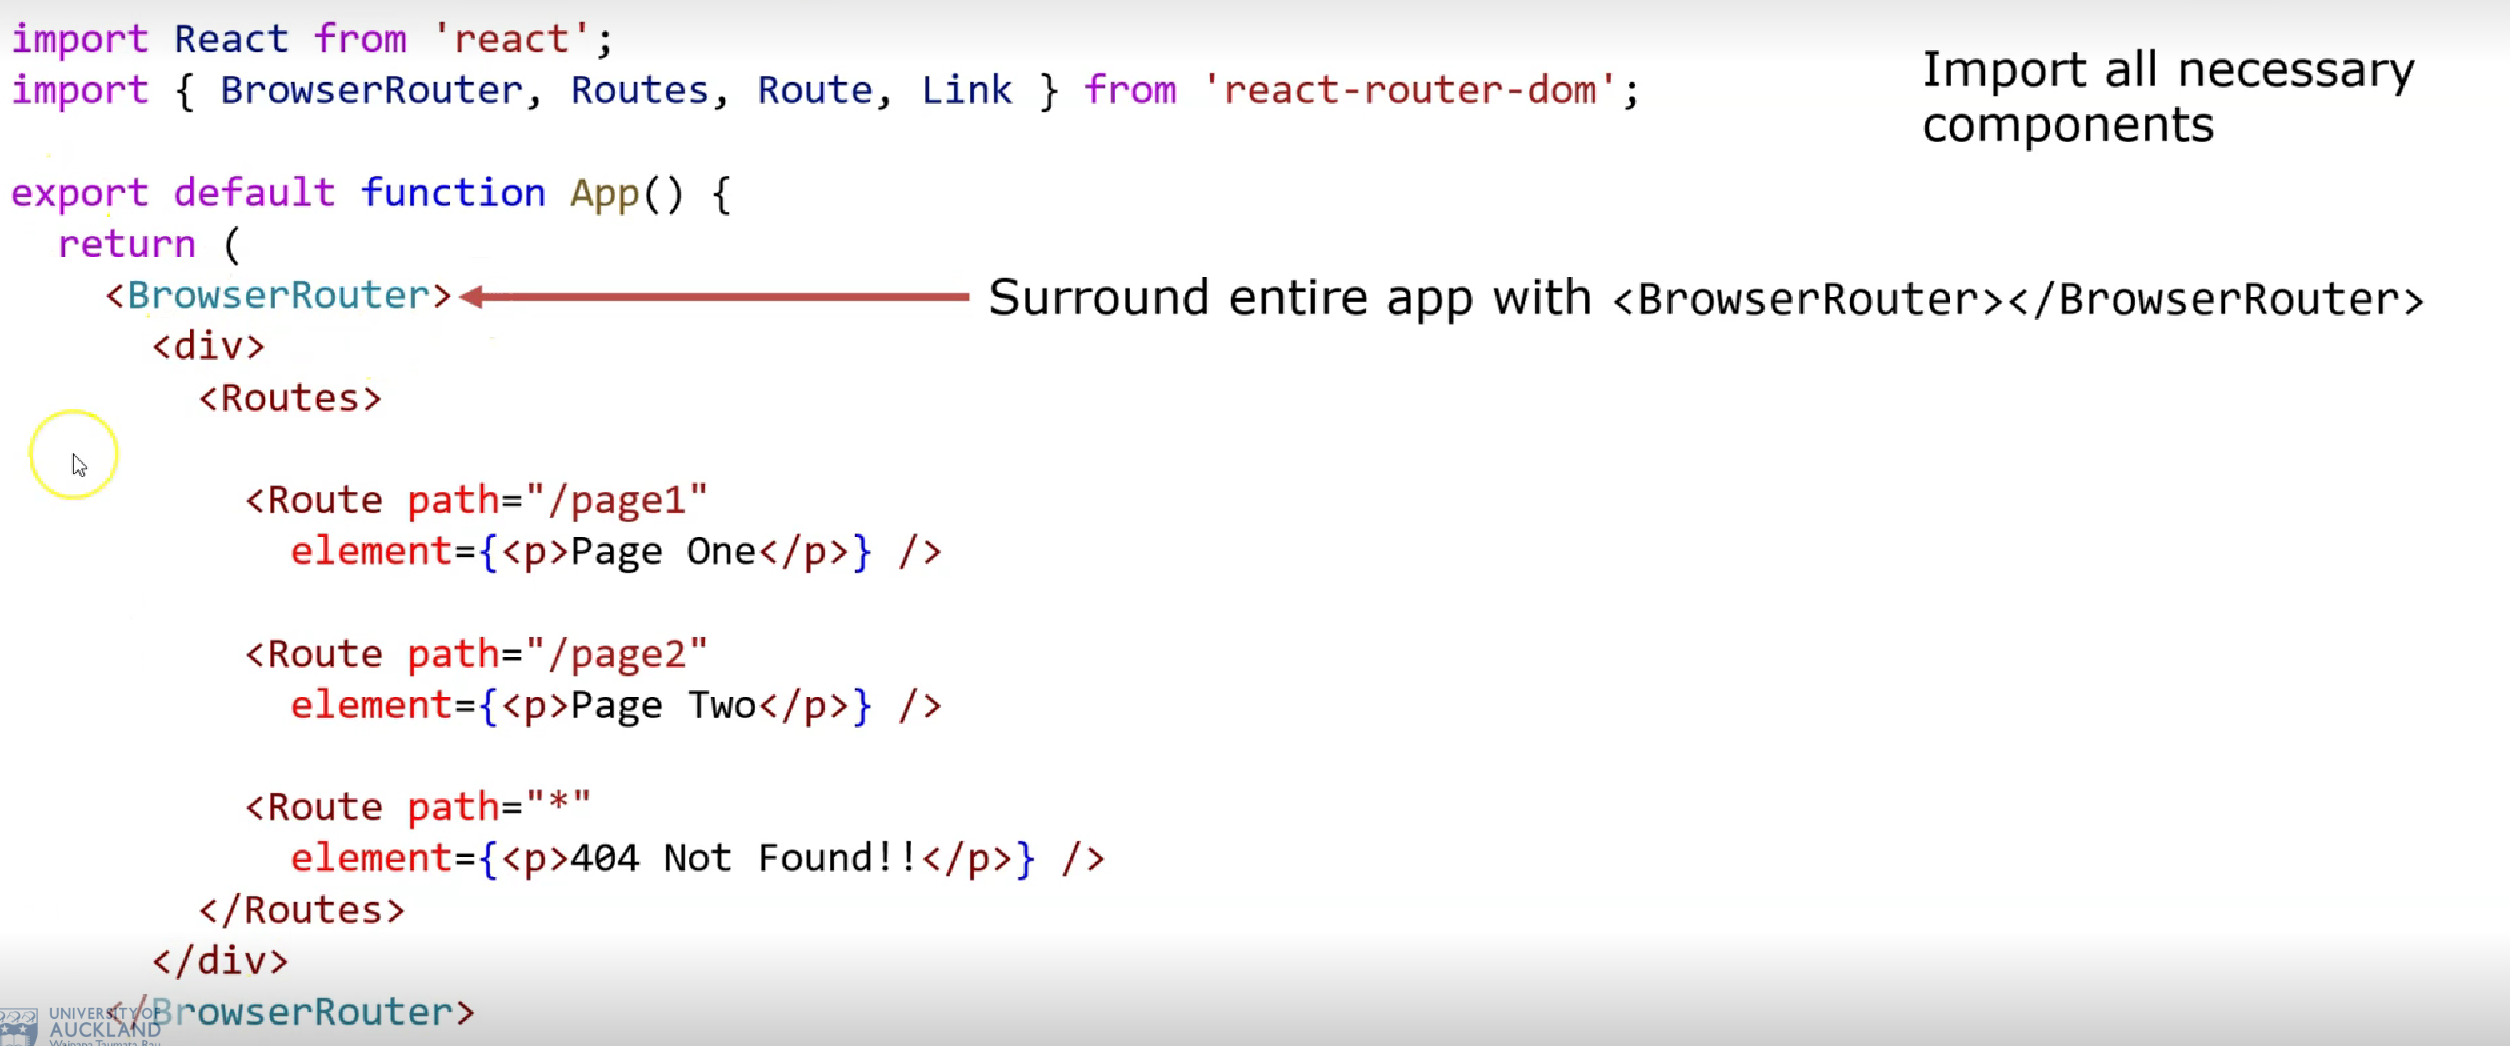 import React from 'react';
import { BrowserRouter, Routes, Route, Link } from 'react-router-dom';
Import all necessary
components
export default function App() {
return (
<BrowserRouter>
Surround entire app with <BrowserRouter></BrowserRouter>
<div>
<Routes>
<Route path="/page1"
element={<p>Page One</p>} />
<Route path="/page2"
element={<p>Page Two</p>} />
<Route path="*"
element={<p>404 Not Found!!</p>} />
</Routes>
</div>
</BrowserRouter>
UNIVERSITY OF
AUCKLAND
Waipapa Taumata Rau